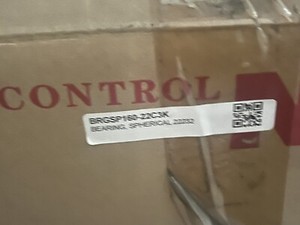 CONTROL N
BRGSP160-22C3K
BEARING, SPHERICAL 22232